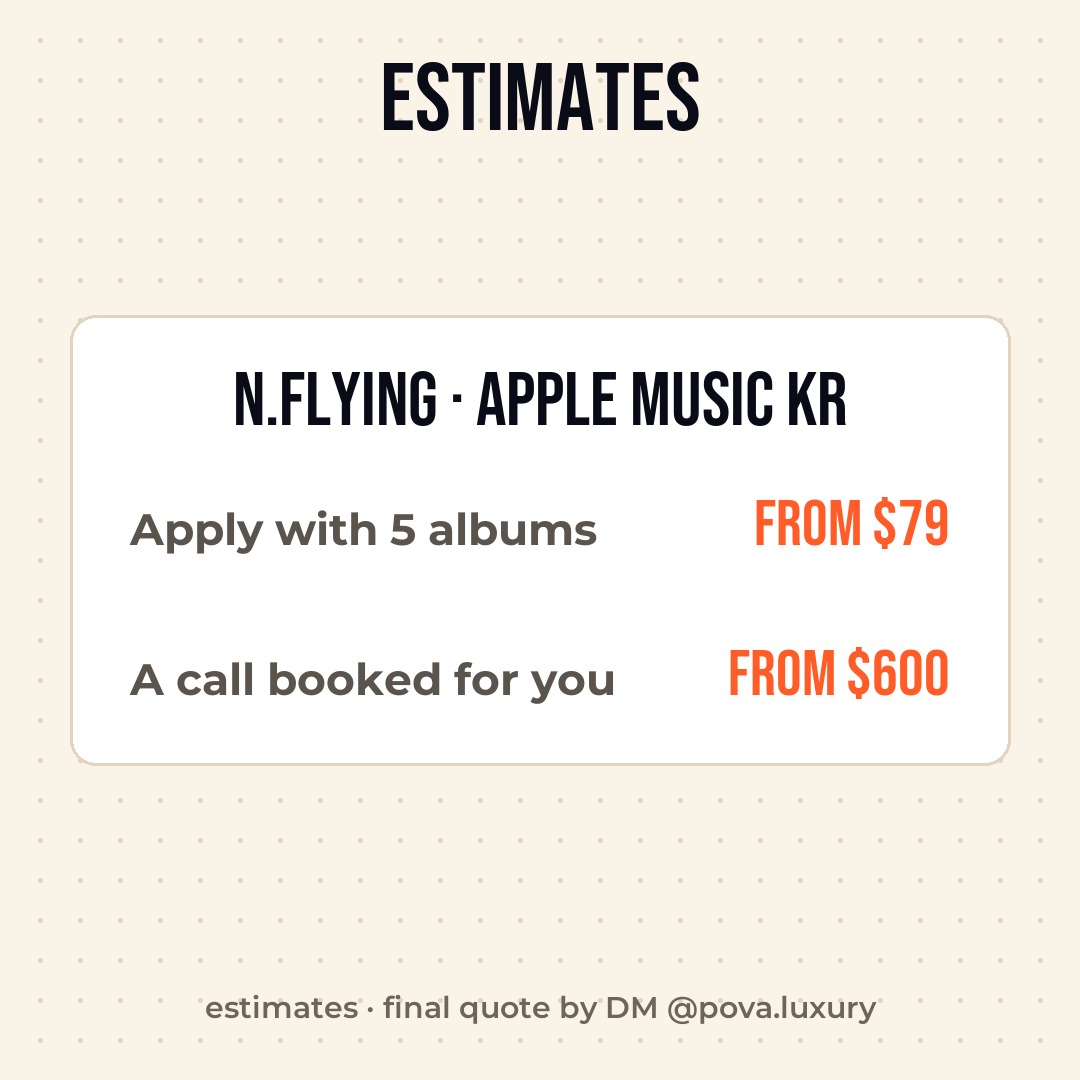 ESTIMATES
N.FLYING · APPLE MUSIC KR
Apply with 5 albums FROM $79
A call booked for you FROM $600
estimates · final quote by DM @pova.luxury